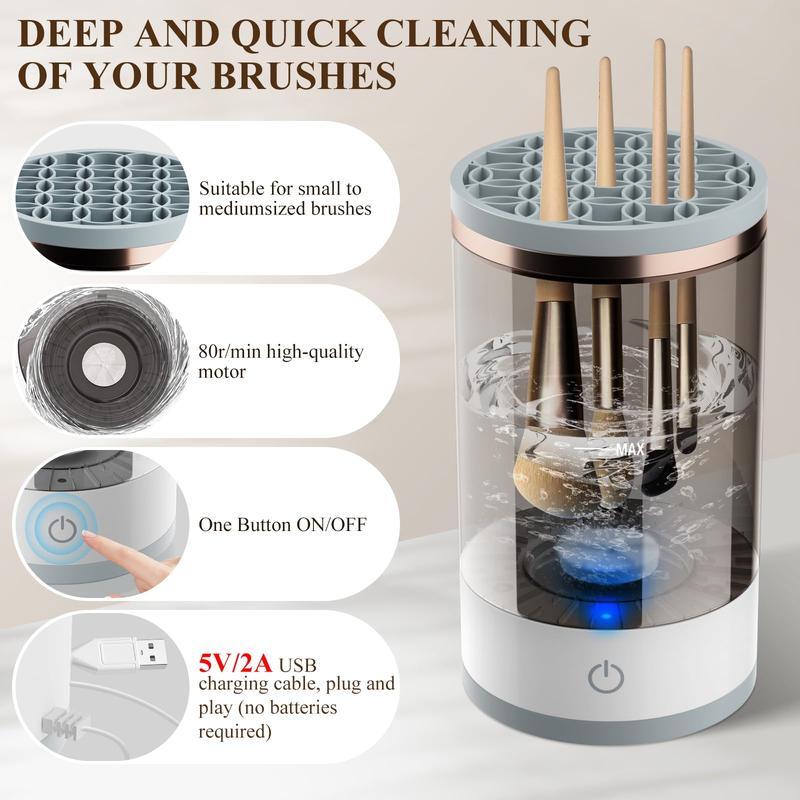 DEEP AND QUICK CLEANING
OF YOUR BRUSHES
Suitable for small to
mediumsized brushes
80r/min high-quality
motor
One Button ON/OFF
5V/2A USB
charging cable, plug and
play (no batteries
required)
MAX